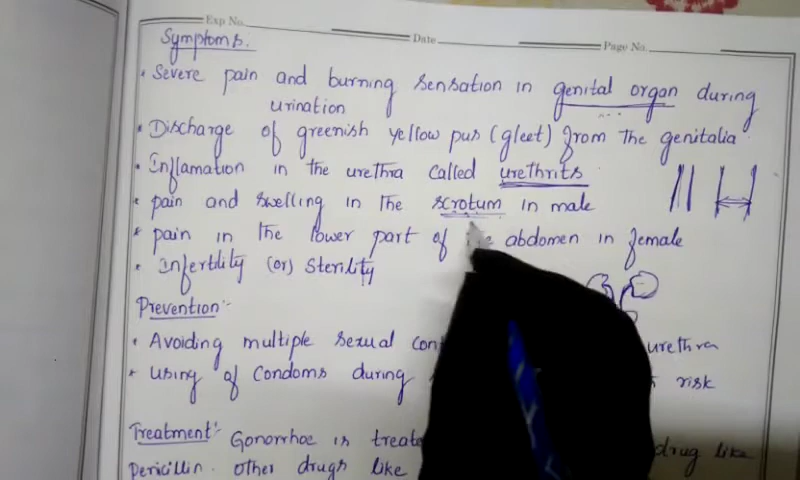 Exp No.
Date
Page No.
Symptoms.
• Severe pain and burning sensation in genital organ during
urination
• Discharge of greenish yellow pus (gleet) from the genitalia
• Inflamation in the urethra called urethrits
• pain and swelling in the scrotum in male
* pain in the lower part of abdomen in female
• Infertility (or) Sterility
Prevention :-
• Avoiding multiple sexual urethra
* using of Condoms during risk
Treatment :- Gonorrhoe is drug like
penicillin. other drugs like